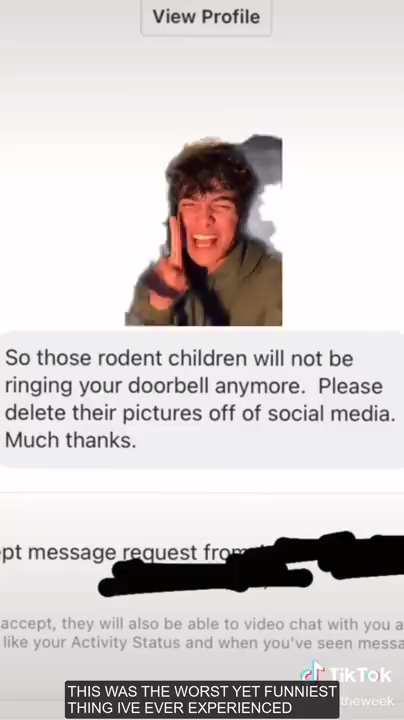 View Profile
So those rodent children will not be
ringing your doorbell anymore. Please
delete their pictures off of social media.
Much thanks.
pt message request from
accept, they will also be able to video chat with you a
like your Activity Status and when you've seen messa
TikTok
theweek
THIS WAS THE WORST YET FUNNIEST
THING IVE EVER EXPERIENCED